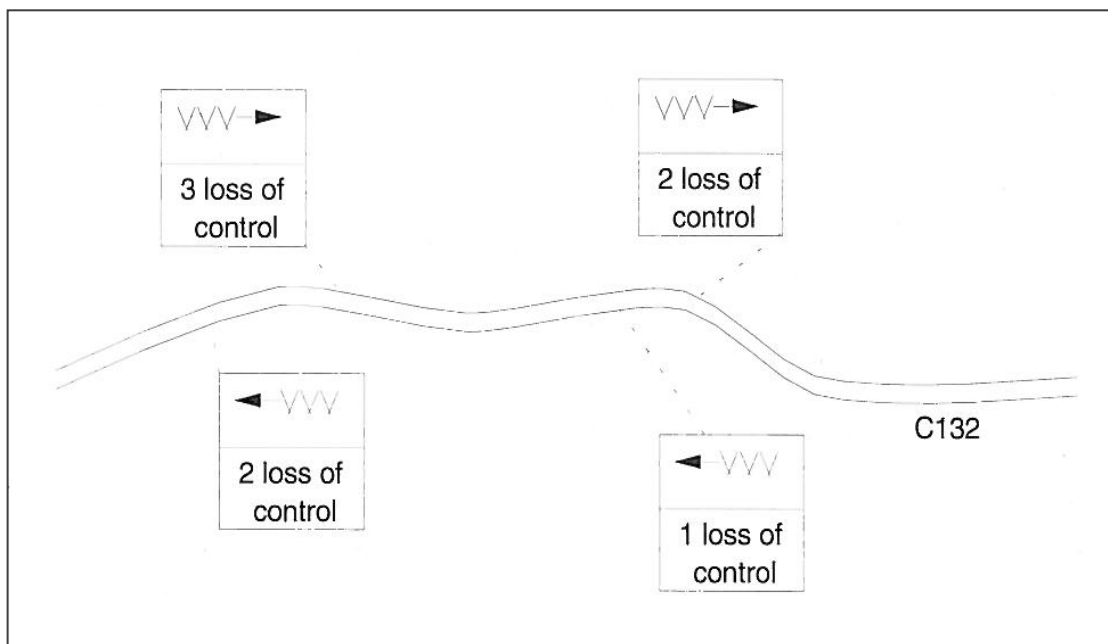 3 loss of
control
2 loss of
control
2 loss of
control
1 loss of
control
C132